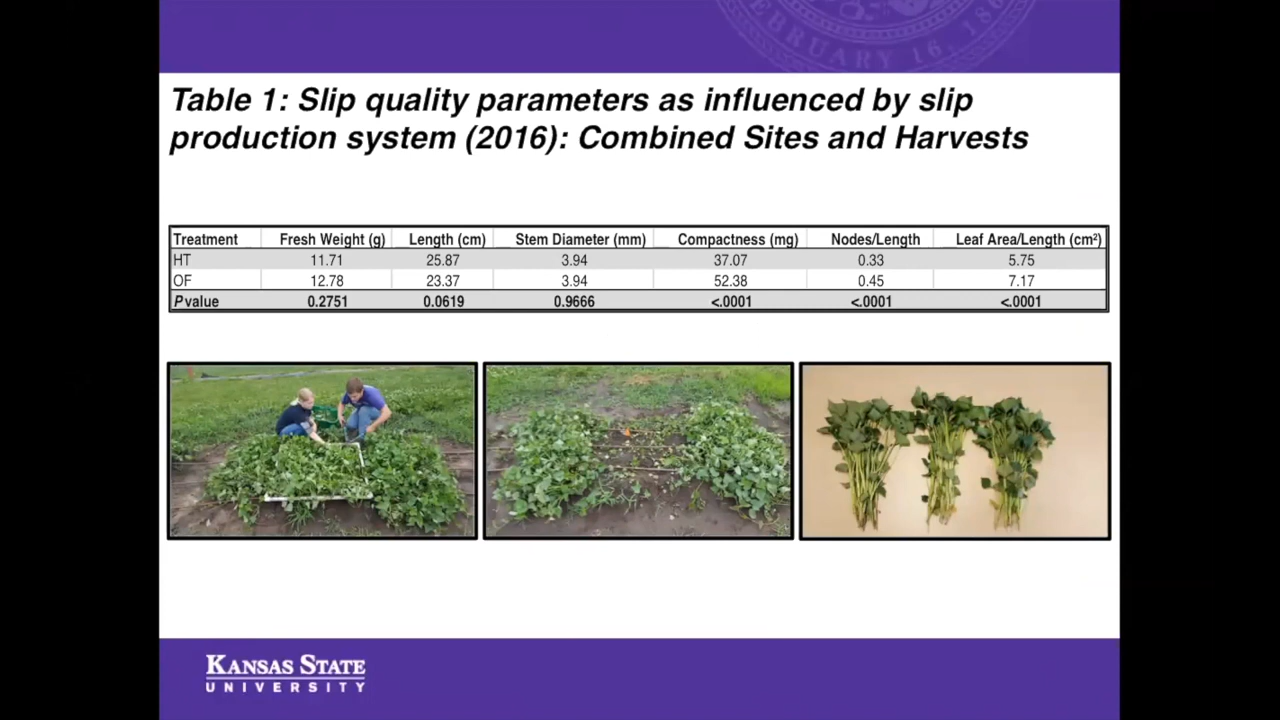 FEBRUARY 16, 186
Table 1: Slip quality parameters as influenced by slip
production system (2016): Combined Sites and Harvests
Treatment Fresh Weight (g) Length (cm) Stem Diameter (mm) Compactness (mg) Nodes/Length Leaf Area/Length (cm²)
HT 11.71 25.87 3.94 37.07 0.33 5.75
OF 12.78 23.37 3.94 52.38 0.45 7.17
P value 0.2751 0.0619 0.9666 <.0001 <.0001 <.0001
KANSAS STATE
UNIVERSITY